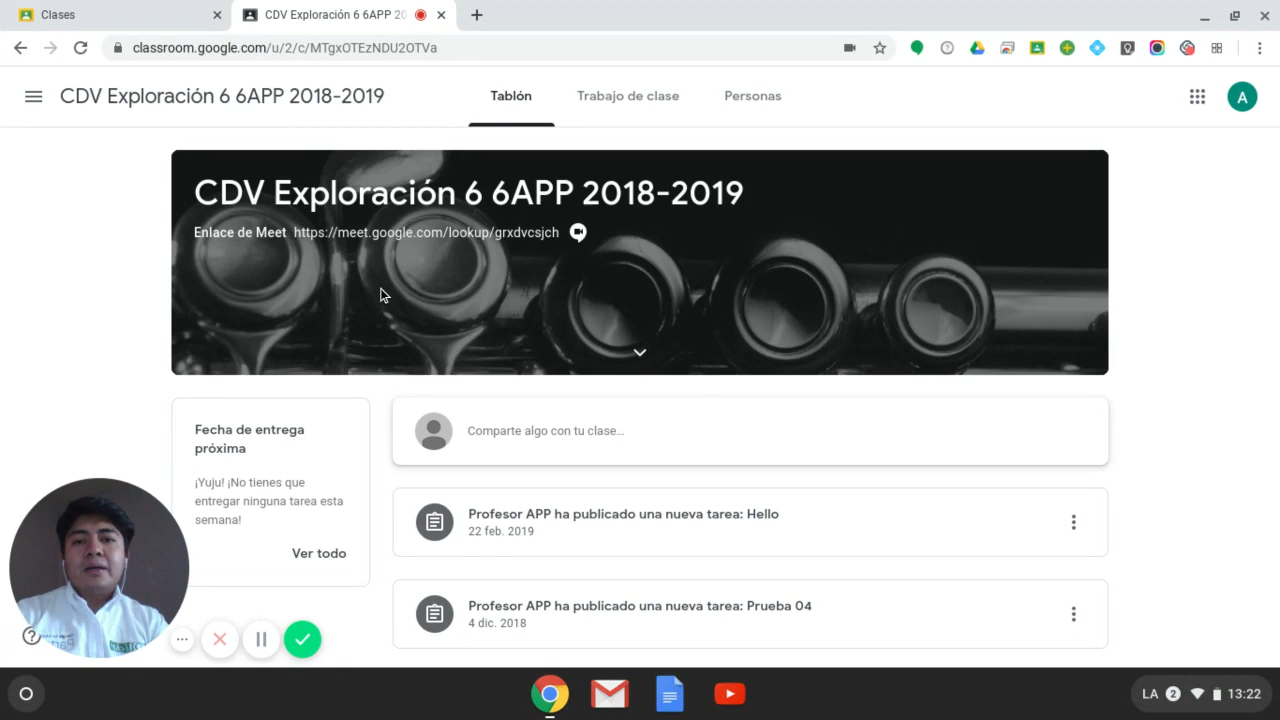 Clases
CDV Exploración 6 6APP 20
classroom.google.com/u/2/c/MTgxOTEzNDU2OTVa
CDV Exploración 6 6APP 2018-2019
Tablón
Trabajo de clase
Personas
A
CDV Exploración 6 6APP 2018-2019
Enlace de Meet https://meet.google.com/lookup/grxdvcsjch
Fecha de entrega
próxima
¡Yuju! ¡No tienes que
entregar ninguna tarea esta
semana!
Ver todo
Comparte algo con tu clase…
Profesor APP ha publicado una nueva tarea: Hello
22 feb. 2019
Profesor APP ha publicado una nueva tarea: Prueba 04
4 dic. 2018
LA 2 13:22